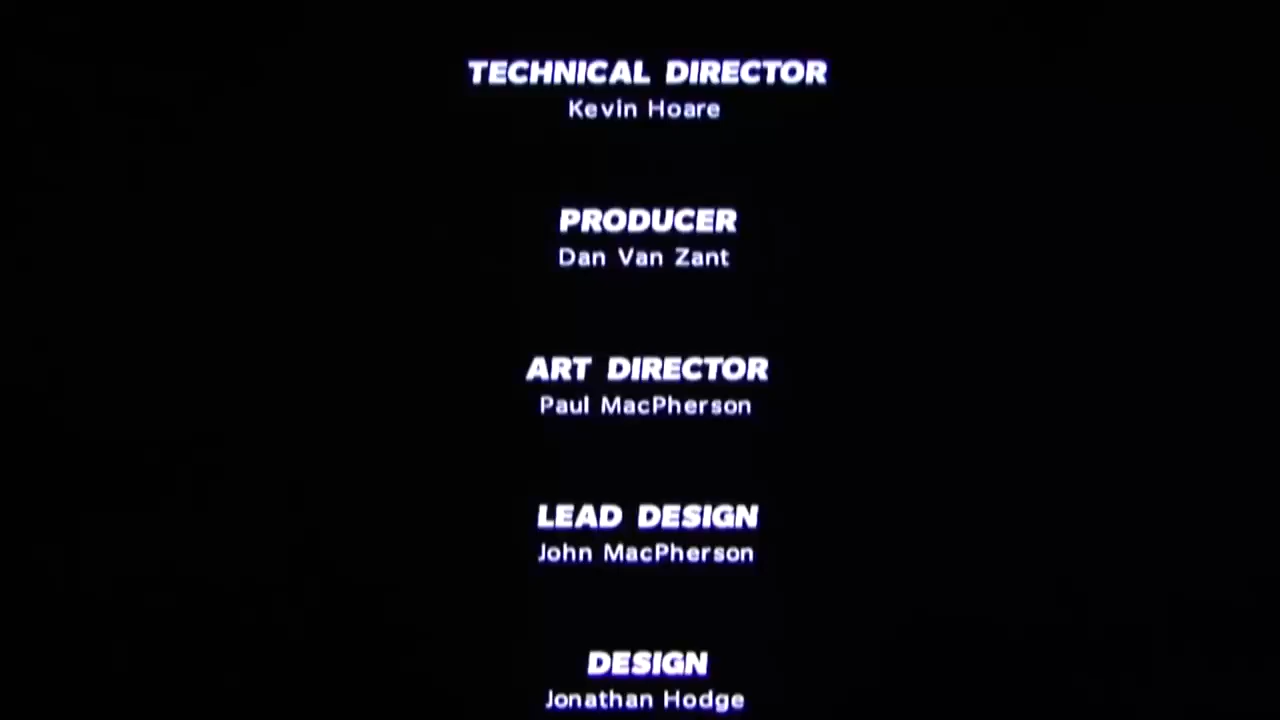 TECHNICAL DIRECTOR
Kevin Hoare
PRODUCER
Dan Van Zant
ART DIRECTOR
Paul MacPherson
LEAD DESIGN
John MacPherson
DESIGN
Jonathan Hodge